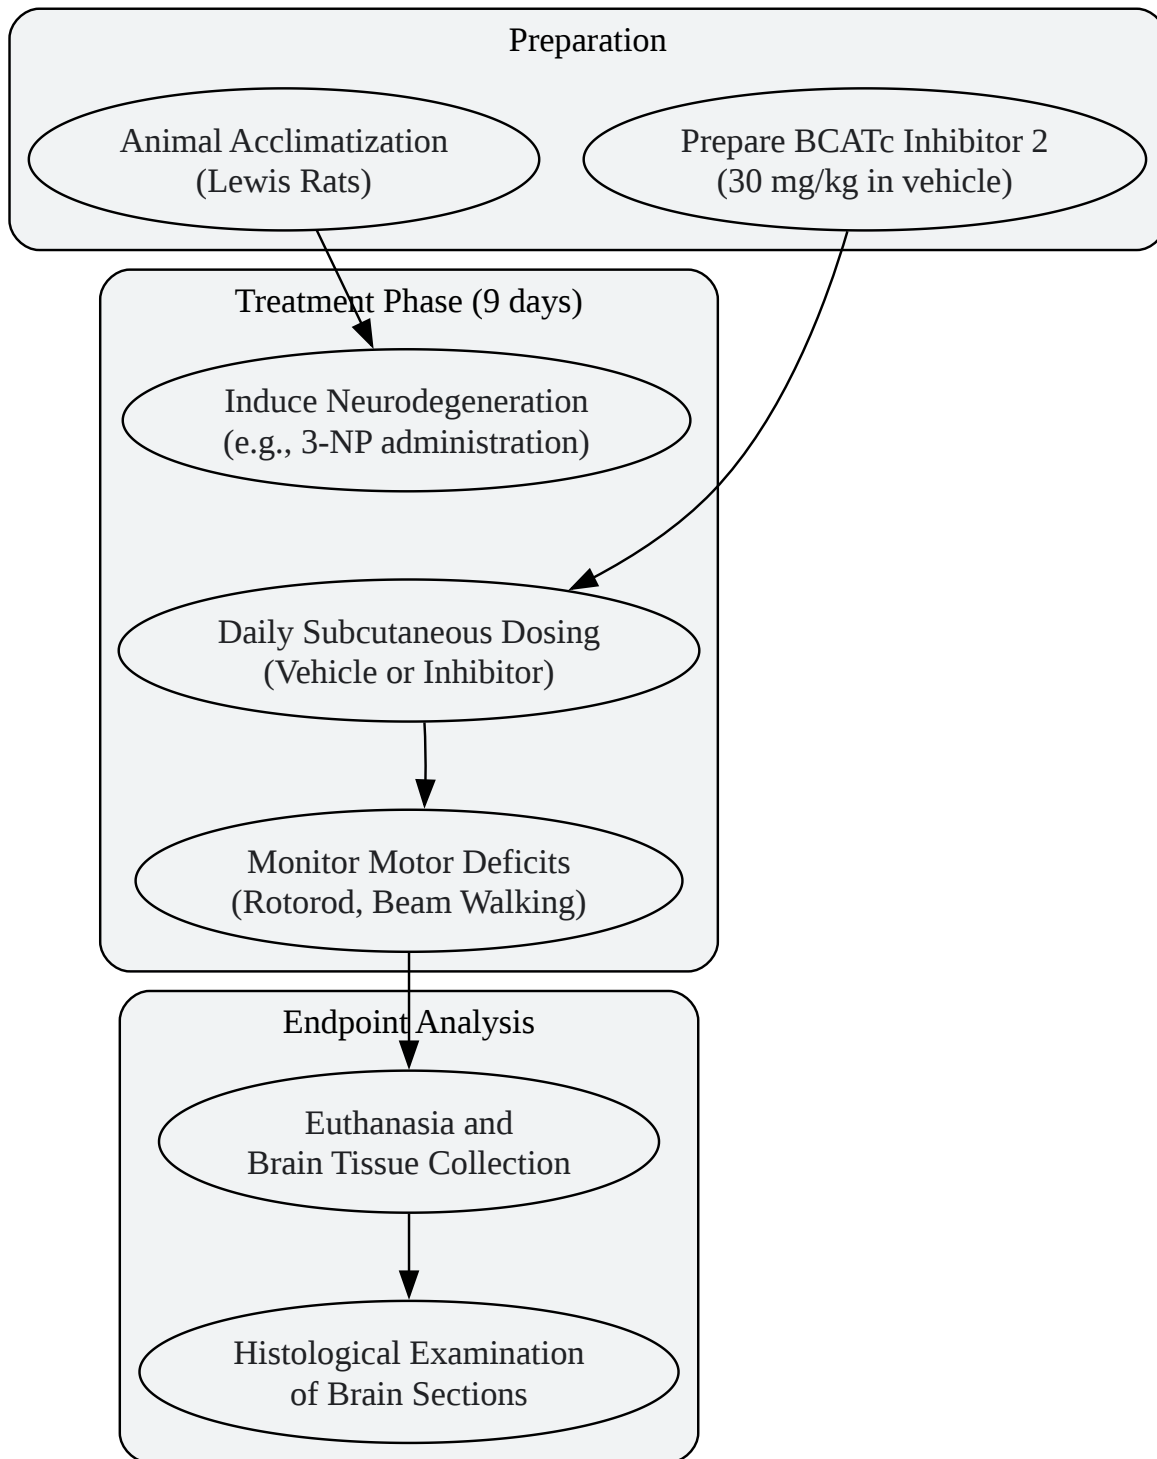 Preparation
Animal Acclimatization
(Lewis Rats)
Prepare BCATc Inhibitor 2
(30 mg/kg in vehicle)
Treatment Phase (9 days)
Induce Neurodegeneration
(e.g., 3-NP administration)
Daily Subcutaneous Dosing
(Vehicle or Inhibitor)
Monitor Motor Deficits
(Rotorod, Beam Walking)
Endpoint Analysis
Euthanasia and
Brain Tissue Collection
Histological Examination
of Brain Sections